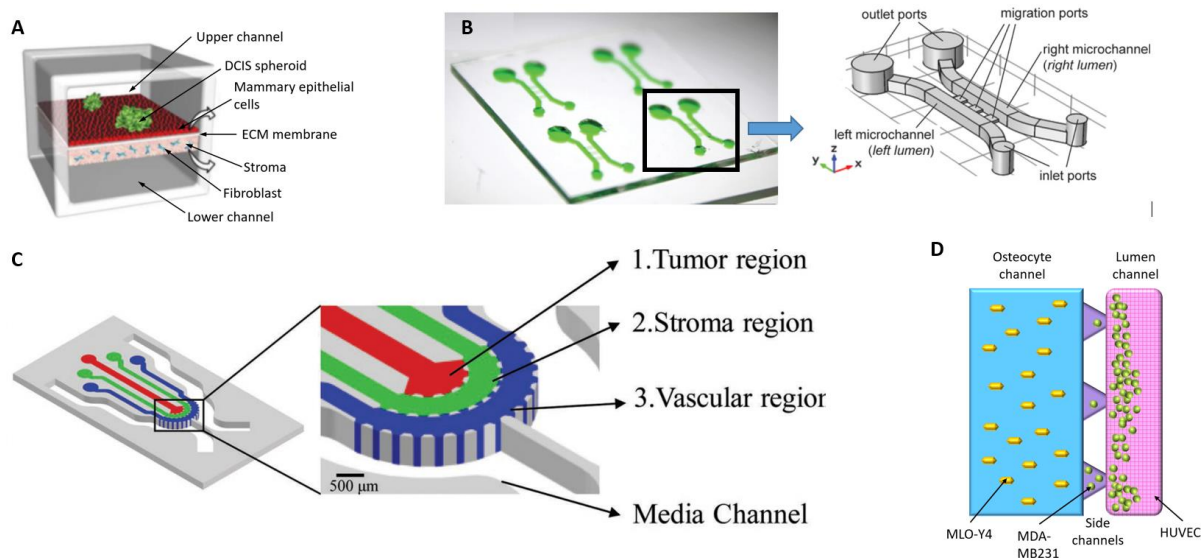 A
Upper channel
DCIS spheroid
Mammary epithelial
cells
ECM membrane
Stroma
Fibroblast
Lower channel
B
outlet ports
migration ports
right microchannel
(right lumen)
left microchannel
(left lumen)
inlet ports
z
y
x
C
1.Tumor region
2.Stroma region
3.Vascular region
Media Channel
500 μm
D
Osteocyte
channel
Lumen
channel
MLO-Y4
MDA-
MB231
Side
channels
HUVEC